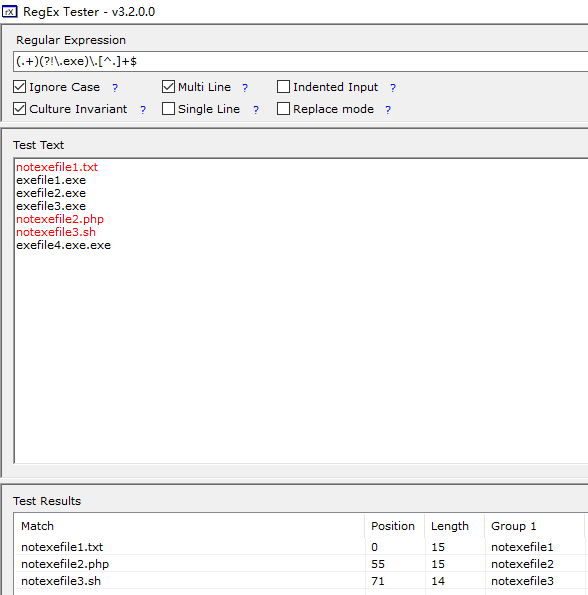 RegEx Tester - v3.2.0.0
Regular Expression
(.+)(?!\.exe)\.[^.]+$
Ignore Case ? Multi Line ? Indented Input ?
Culture Invariant ? Single Line ? Replace mode ?
Test Text
notexefile1.txt
exefile1.exe
exefile2.exe
exefile3.exe
notexefile2.php
notexefile3.sh
exefile4.exe.exe
Test Results
Match Position Length Group 1
notexefile1.txt 0 15 notexefile1
notexefile2.php 55 15 notexefile2
notexefile3.sh 71 14 notexefile3